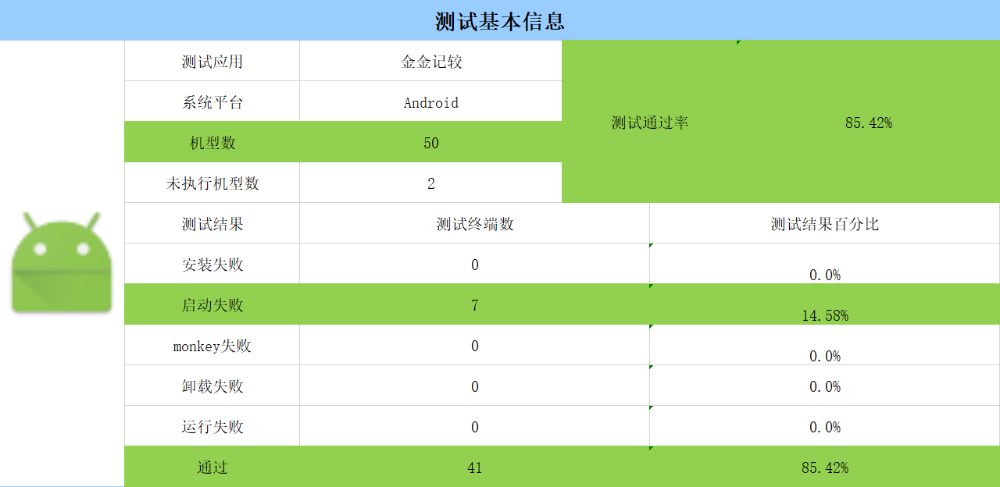 测试基本信息
测试应用 金金记较
系统平台 Android
测试通过率 85.42%
机型数 50
未执行机型数 2
测试结果 测试终端数 测试结果百分比
安装失败 0 0.0%
启动失败 7 14.58%
monkey失败 0 0.0%
卸载失败 0 0.0%
运行失败 0 0.0%
通过 41 85.42%